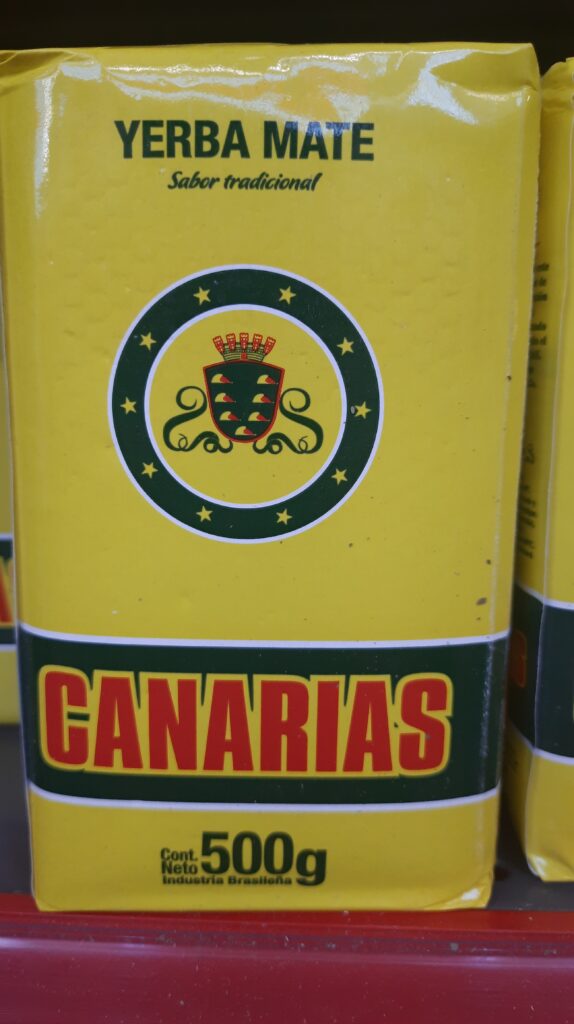 YERBA MATE
Sabor tradicional
CANARIAS
Cont.
Neto 500g
Industria Brasileña